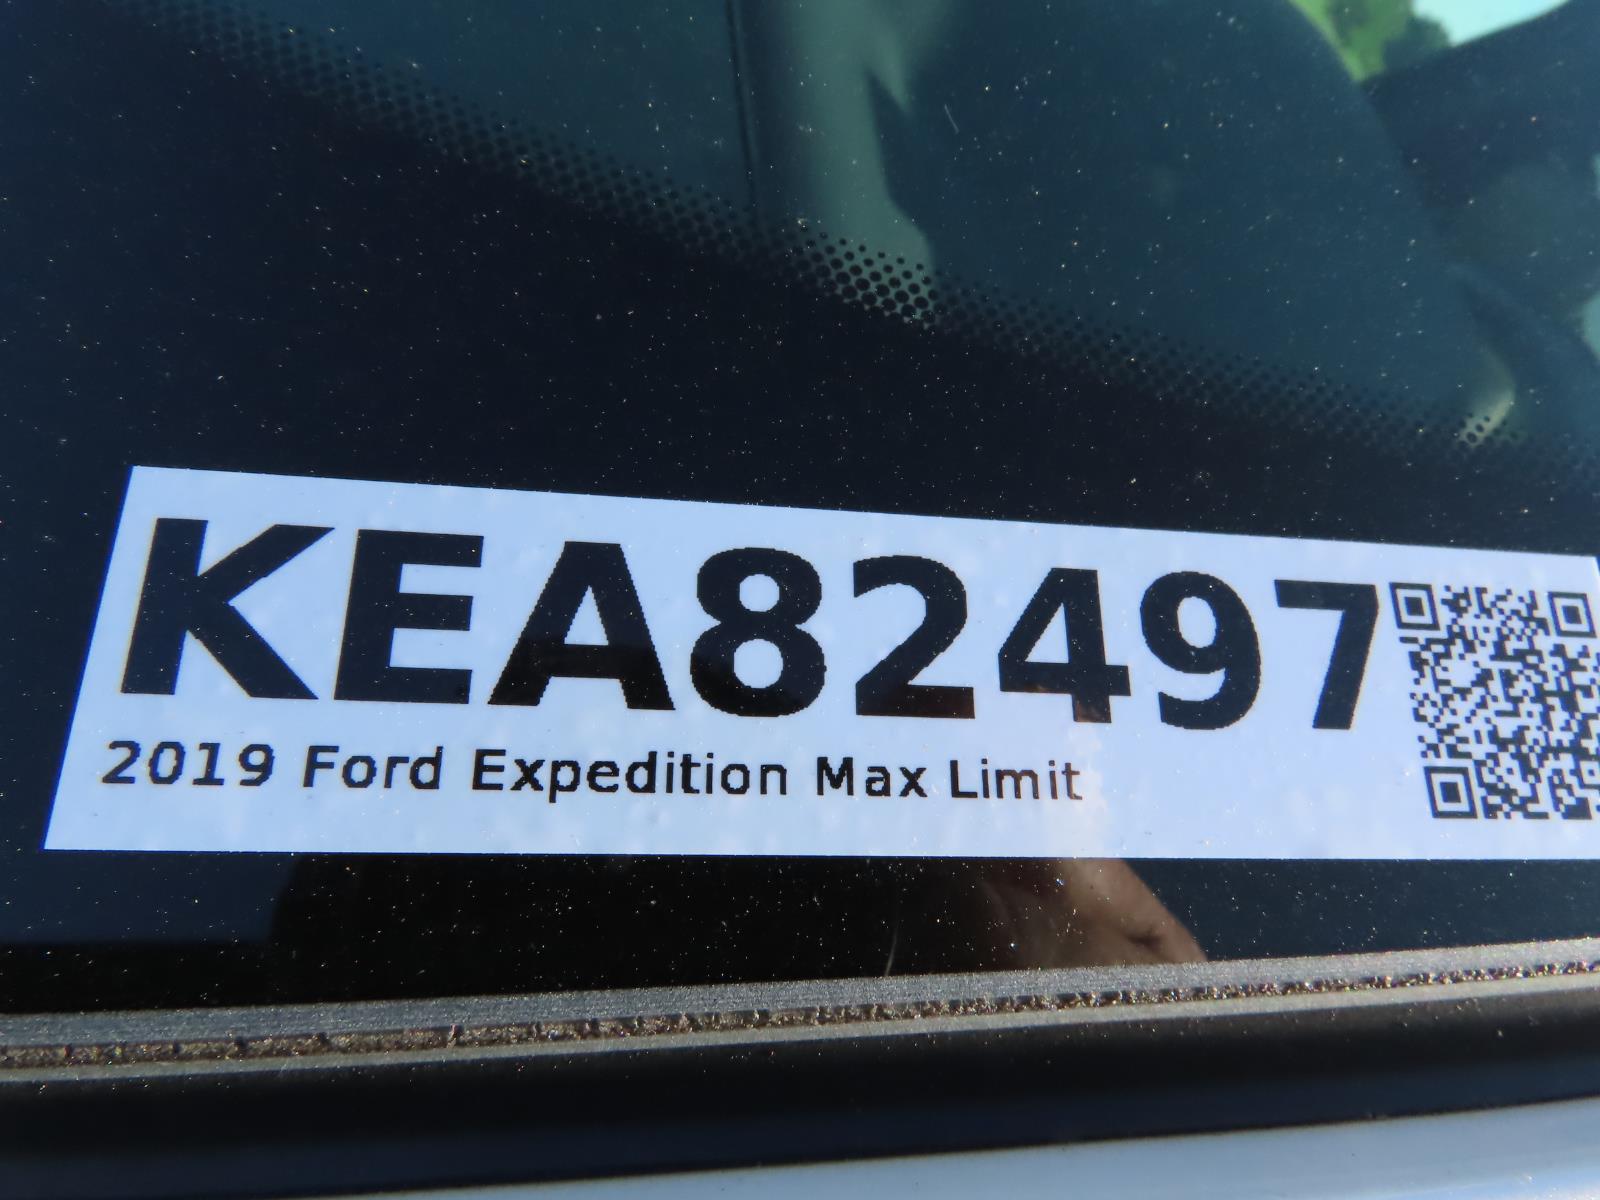 KEA82497
2019 Ford Expedition Max Limit